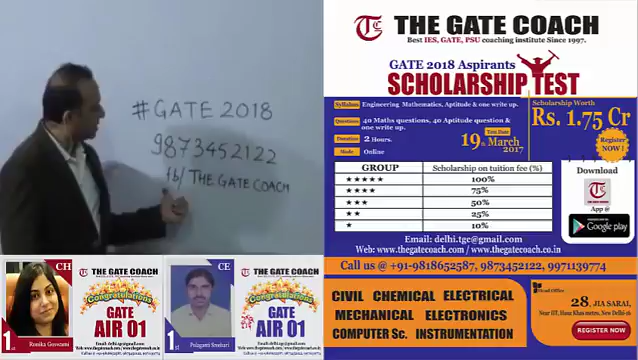 #GATE 2018
9873452122
fb/ THE GATE COACH
THE GATE COACH
Best IES, GATE, PSU coaching institute Since 1997.
GATE 2018 Aspirants
SCHOLARSHIP TEST
Syllabus Engineering Mathematics, Aptitude & one write up.
Questions 40 Maths questions, 40 Aptitude question & one write up.
Duration 2 Hours.
Mode Online
Test Date
19th March
2017
Scholarship Worth
Rs. 1.75 Cr
Register NOW!
GROUP Scholarship on tuition fee (%)
★★★★★ 100%
★★★★ 75%
★★★ 50%
★★ 25%
★ 10%
Download
App @
Google play
Email: delhi.tgc@gmail.com
Web: www.thegatecoach.com/ www.thegatecoach.co.in
Call us @ +91-9818652587, 9873452122, 9971139774
CIVIL CHEMICAL ELECTRICAL
MECHANICAL ELECTRONICS
COMPUTER Sc. INSTRUMENTATION
Head Office
28, JIA SARAI,
Near IIT, Hauz Khas metro, New Delhi-16
REGISTER NOW
CH
1st
THE GATE COACH
Congratulations
GATE
AIR 01
CE
1st
THE GATE COACH
Congratulations
GATE
AIR 01